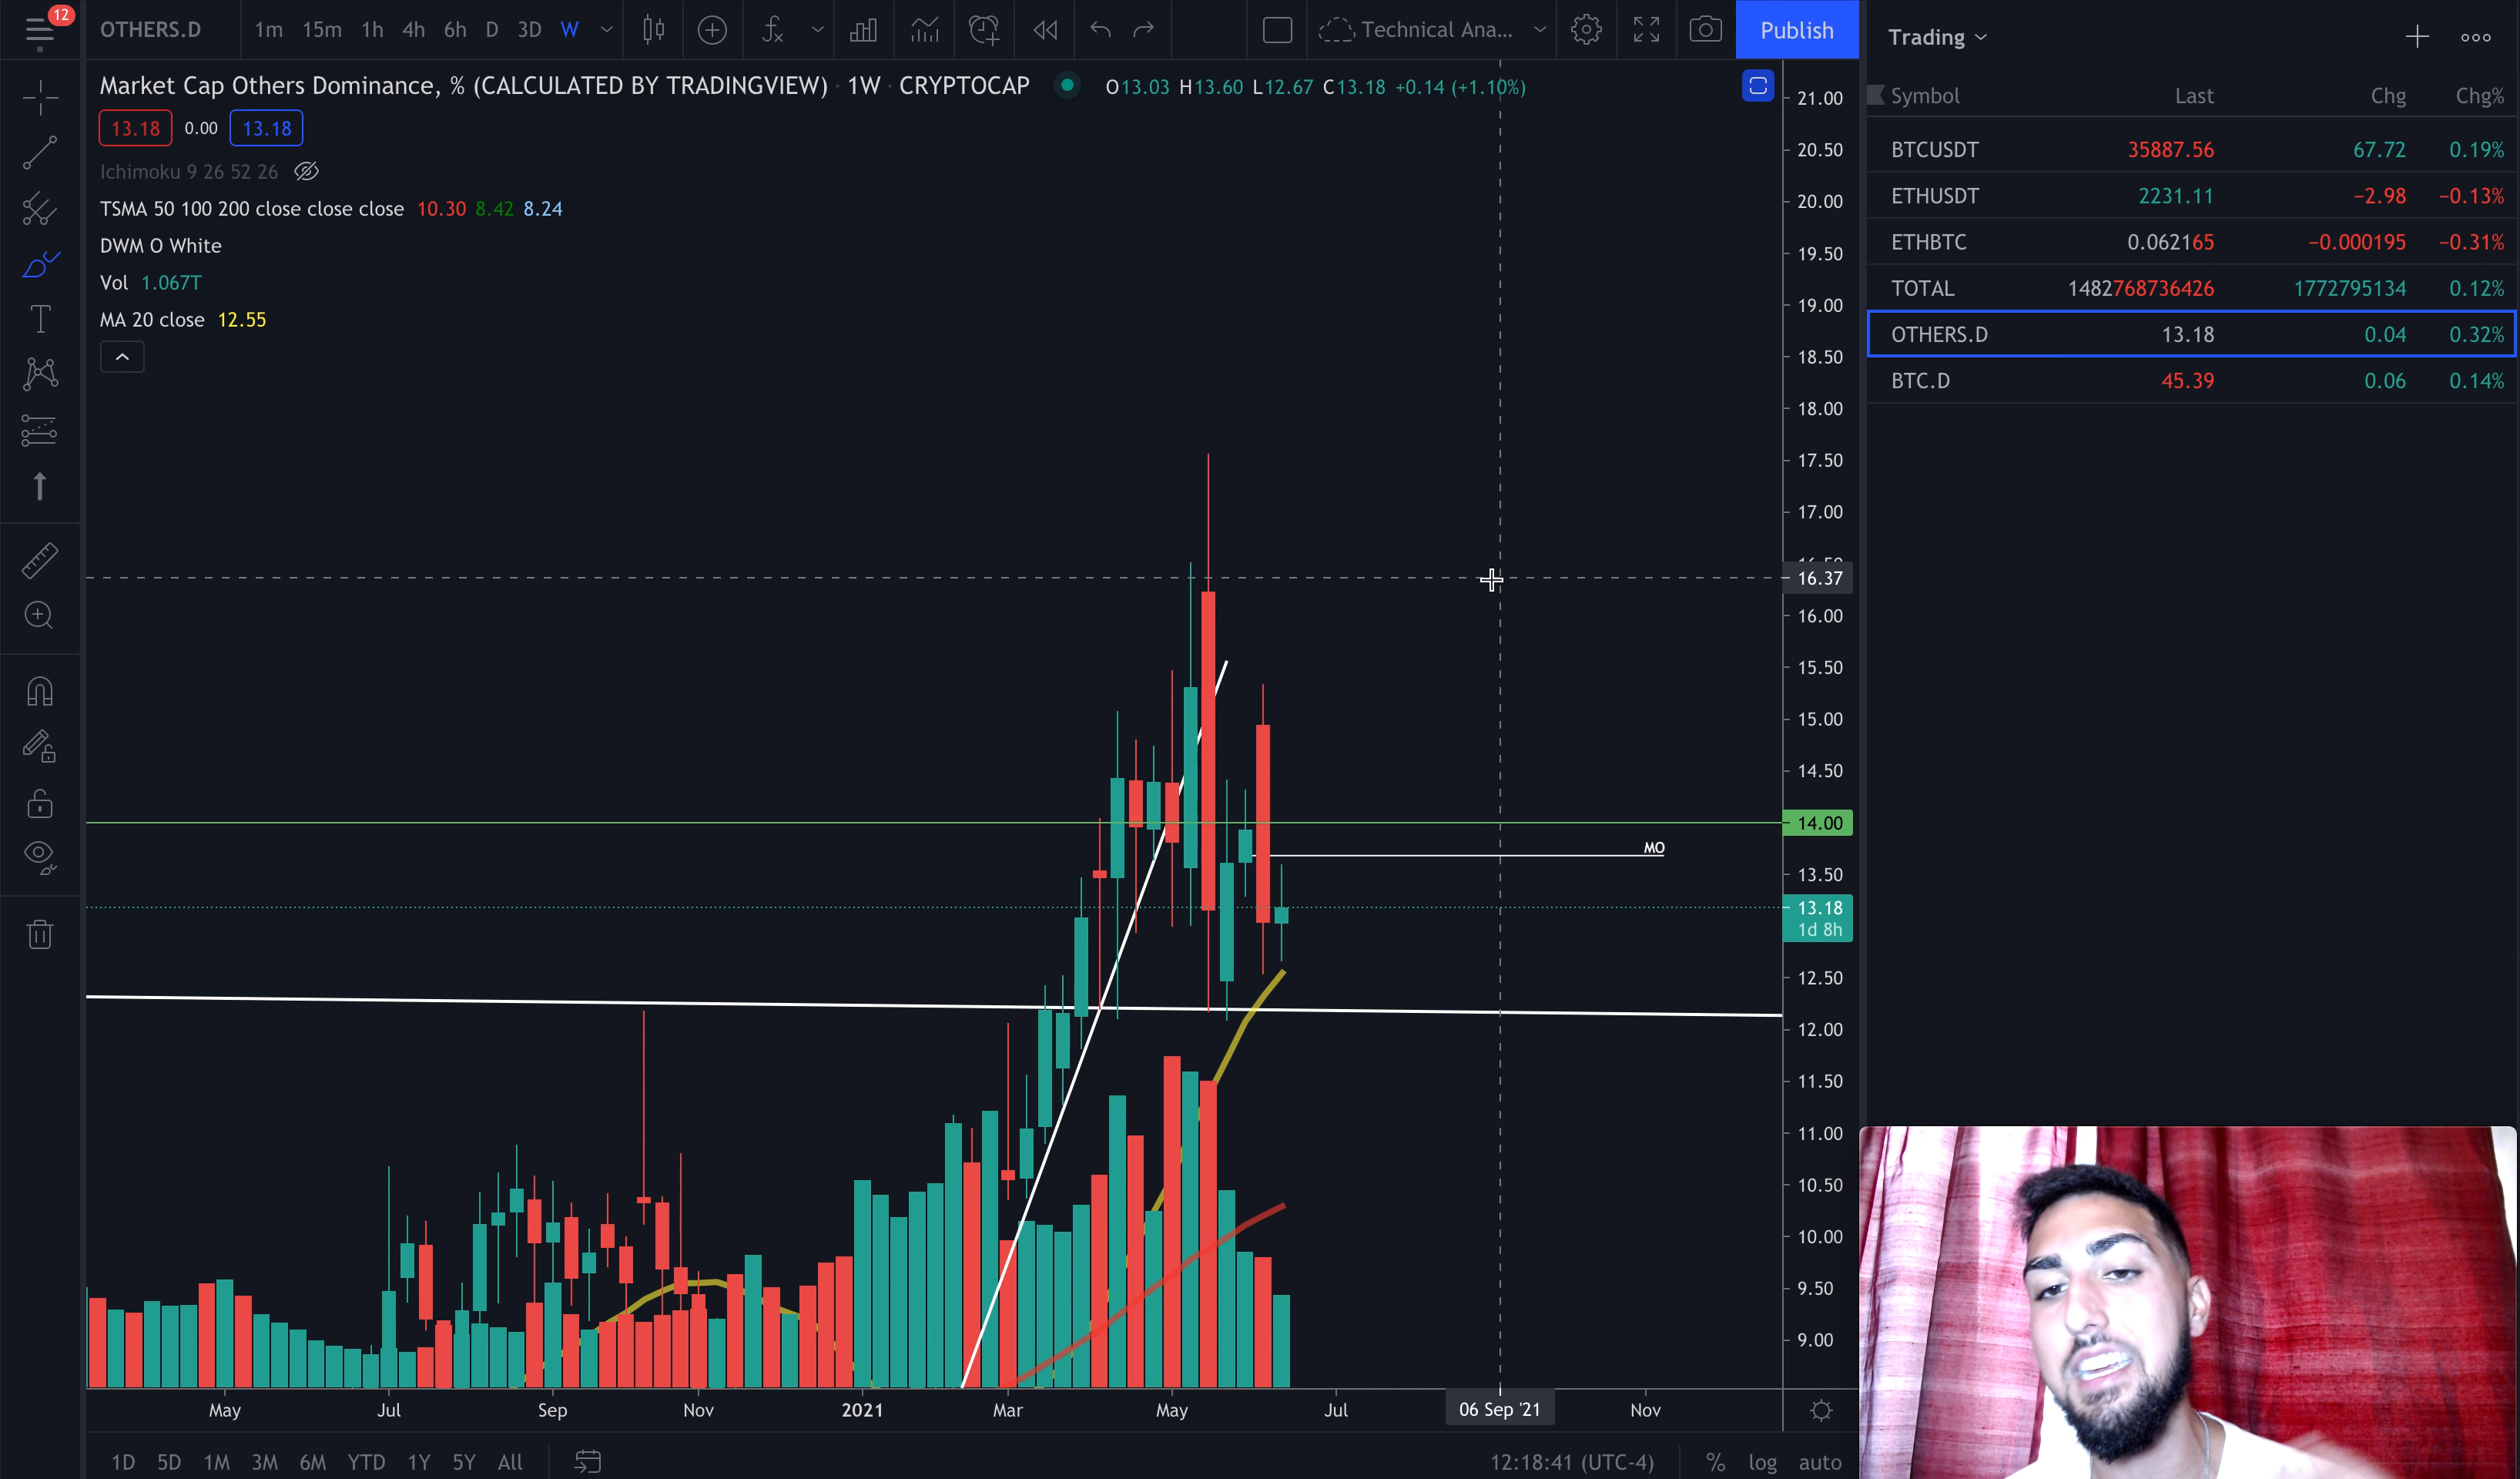 12
OTHERS.D 1m 15m 1h 4h 6h D 3D W Technical Ana... Publish
Market Cap Others Dominance, % (CALCULATED BY TRADINGVIEW) · 1W · CRYPTOCAP O13.03 H13.60 L12.67 C13.18 +0.14 (+1.10%)
13.18 0.00 13.18
Ichimoku 9 26 52 26
TSMA 50 100 200 close close close 10.30 8.42 8.24
DWM O White
Vol 1.067T
MA 20 close 12.55
21.00
20.50
20.00
19.50
19.00
18.50
18.00
17.50
17.00
16.37
16.00
15.50
15.00
14.50
14.00
MO
13.50
13.18
1d 8h
12.50
12.00
11.50
11.00
10.50
10.00
9.50
9.00
May Jul Sep Nov 2021 Mar May Jul 06 Sep '21 Nov
1D 5D 1M 3M 6M YTD 1Y 5Y All 12:18:41 (UTC-4) % log auto
Trading
Symbol Last Chg Chg%
BTCUSDT 35887.56 67.72 0.19%
ETHUSDT 2231.11 −2.98 −0.13%
ETHBTC 0.062165 −0.000195 −0.31%
TOTAL 1482768736426 1772795134 0.12%
OTHERS.D 13.18 0.04 0.32%
BTC.D 45.39 0.06 0.14%